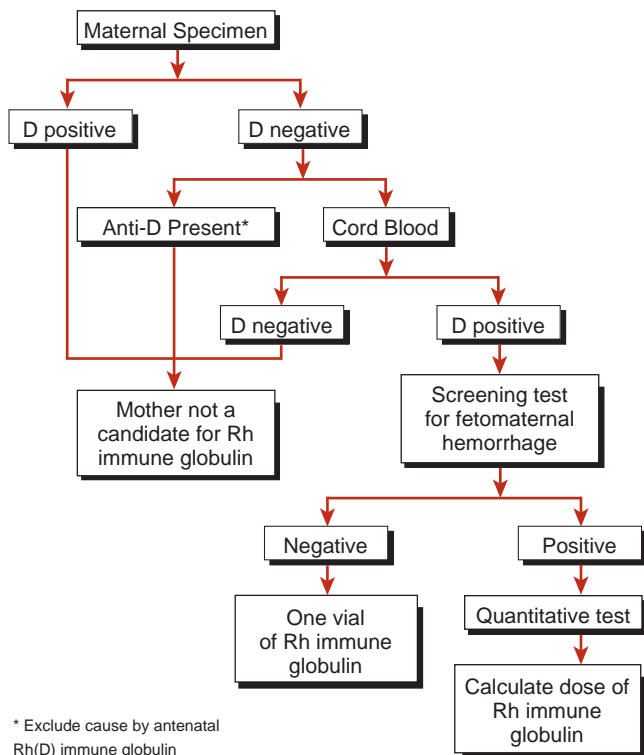 Maternal Specimen
D positive
D negative
Anti-D Present*
Cord Blood
D negative
D positive
Mother not a
candidate for Rh
immune globulin
Screening test
for fetomaternal
hemorrhage
Negative
Positive
One vial
of Rh immune
globulin
Quantitative test
Calculate dose of
Rh immune
globulin
* Exclude cause by antenatal
Rh(D) immune globulin